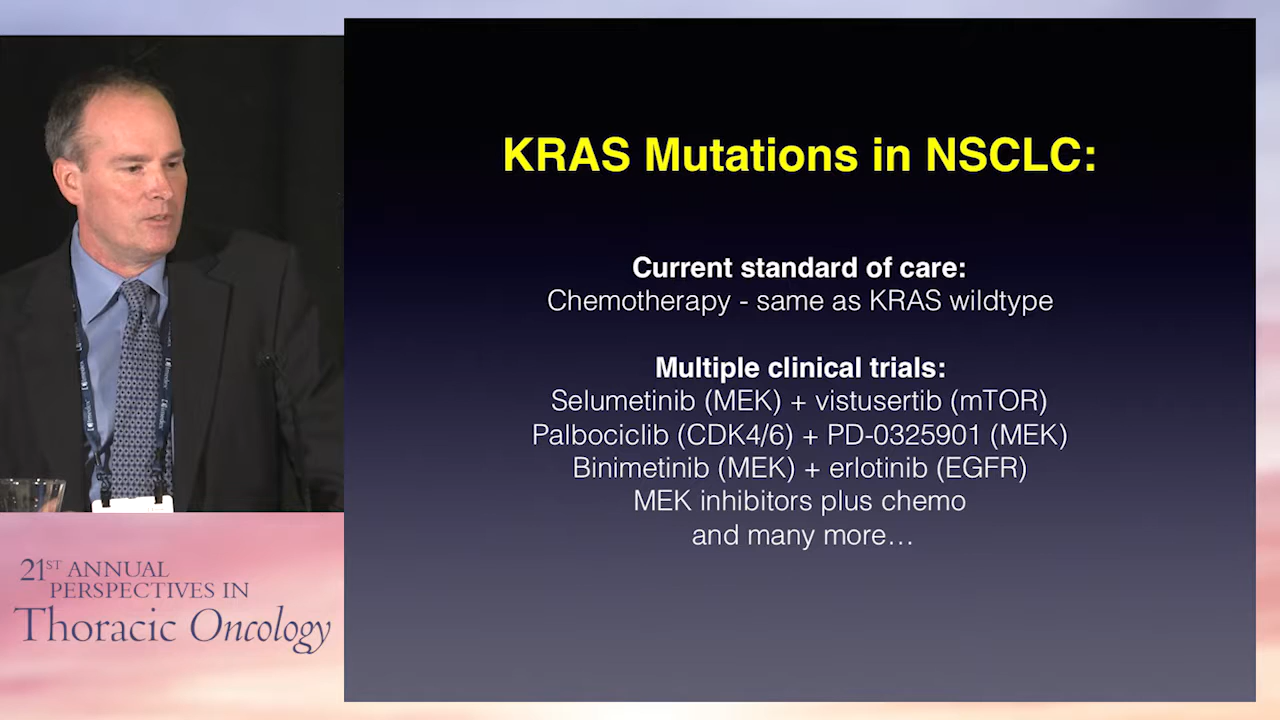 KRAS Mutations in NSCLC:
Current standard of care:
Chemotherapy - same as KRAS wildtype
Multiple clinical trials:
Selumetinib (MEK) + vistusertib (mTOR)
Palbociclib (CDK4/6) + PD-0325901 (MEK)
Binimetinib (MEK) + erlotinib (EGFR)
MEK inhibitors plus chemo
and many more…
21ST ANNUAL
PERSPECTIVES IN
Thoracic Oncology